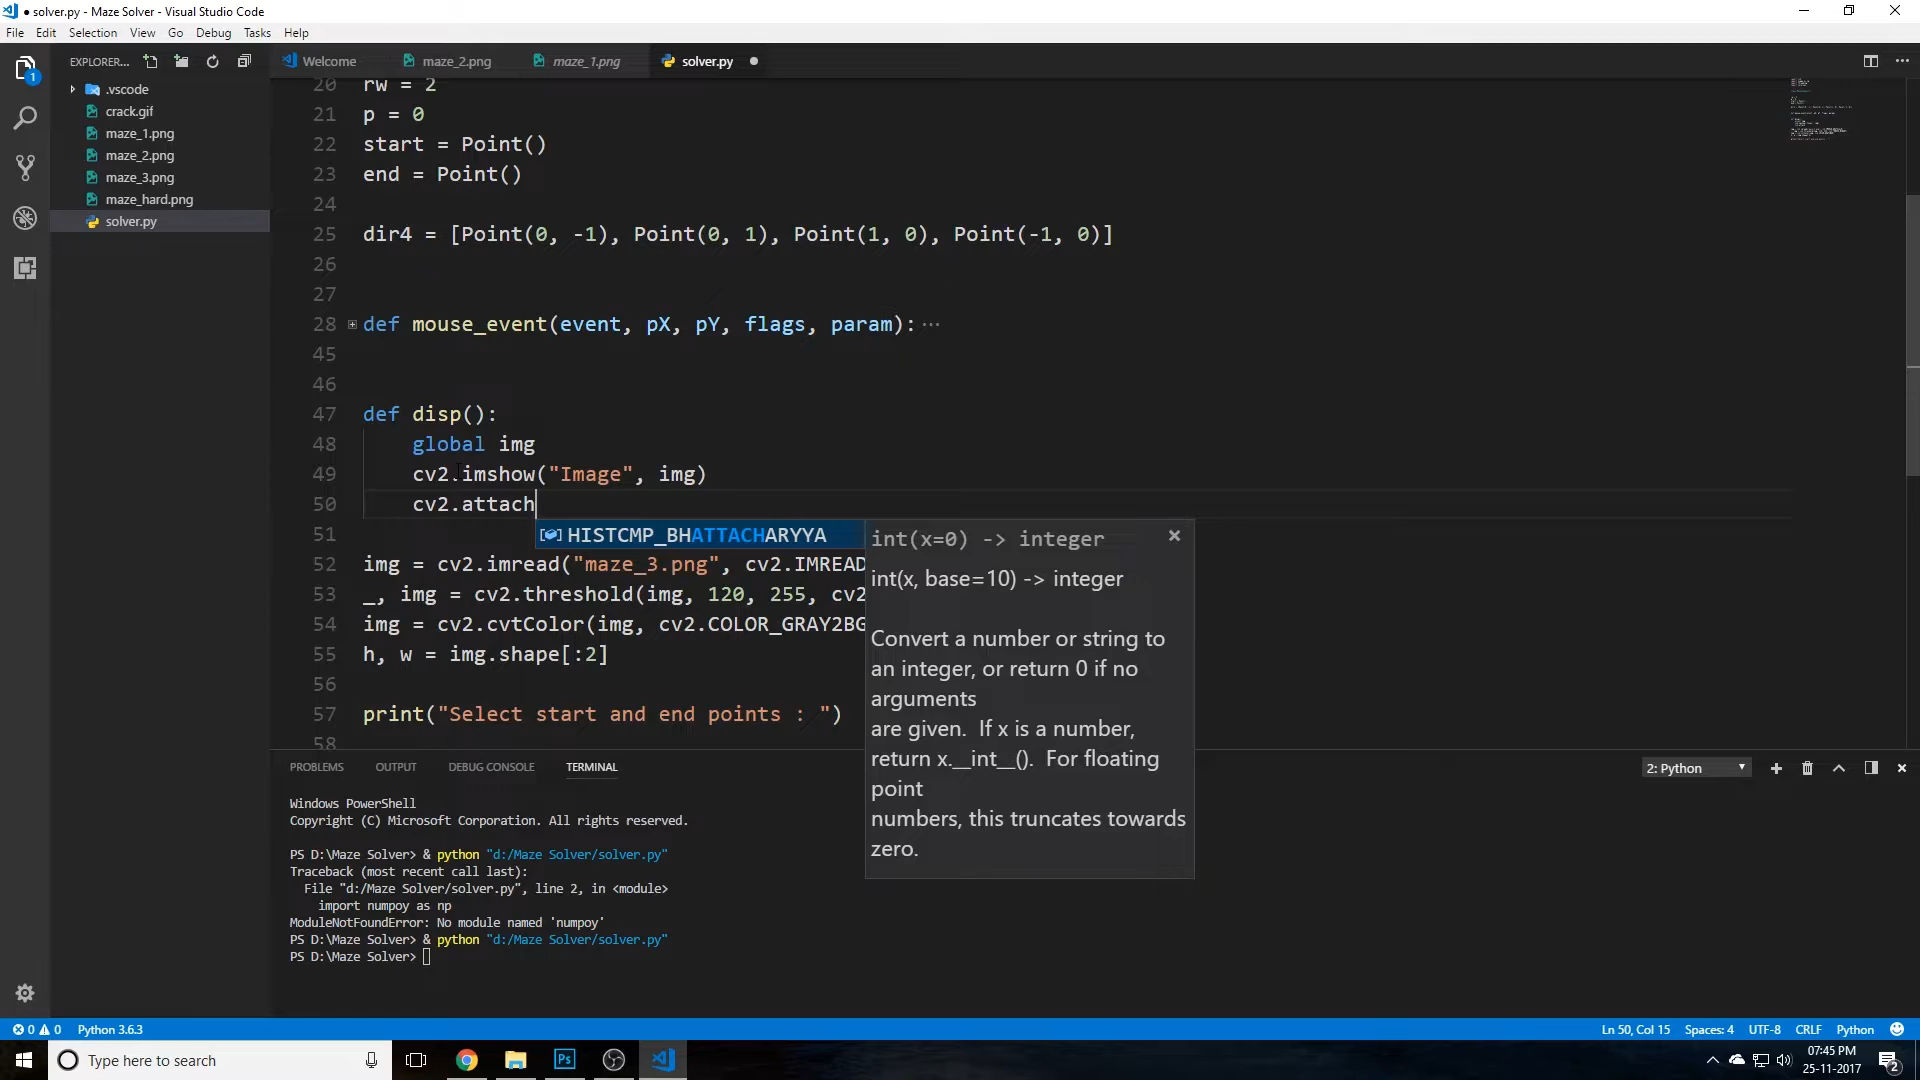 ● solver.py - Maze Solver - Visual Studio Code
File Edit Selection View Go Debug Tasks Help
EXPLORER...
Welcome maze_2.png maze_1.png solver.py ●
1
.vscode
crack.gif
maze_1.png
maze_2.png
maze_3.png
maze_hard.png
solver.py
20 rw = 2
21 p = 0
22 start = Point()
23 end = Point()
24
25 dir4 = [Point(0, -1), Point(0, 1), Point(1, 0), Point(-1, 0)]
26
27
28 def mouse_event(event, pX, pY, flags, param): ...
45
46
47 def disp():
48 global img
49 cv2.imshow("Image", img)
50 cv2.attach
51
52 img = cv2.imread("maze_3.png", cv2.IMREAD
53 _, img = cv2.threshold(img, 120, 255, cv2
54 img = cv2.cvtColor(img, cv2.COLOR_GRAY2BG
55 h, w = img.shape[:2]
56
57 print("Select start and end points : ")
58
HISTCMP_BHATTACHARYYA
int(x=0) -> integer
int(x, base=10) -> integer
Convert a number or string to
an integer, or return 0 if no
arguments
are given. If x is a number,
return x.__int__(). For floating
point
numbers, this truncates towards
zero.
PROBLEMS OUTPUT DEBUG CONSOLE TERMINAL
2: Python
Windows PowerShell
Copyright (C) Microsoft Corporation. All rights reserved.
PS D:\Maze Solver> & python "d:/Maze Solver/solver.py"
Traceback (most recent call last):
File "d:/Maze Solver/solver.py", line 2, in <module>
import numpoy as np
ModuleNotFoundError: No module named 'numpoy'
PS D:\Maze Solver> & python "d:/Maze Solver/solver.py"
PS D:\Maze Solver>
0 0 Python 3.6.3
Ln 50, Col 15 Spaces: 4 UTF-8 CRLF Python
Type here to search
Ps
07:45 PM
25-11-2017
2